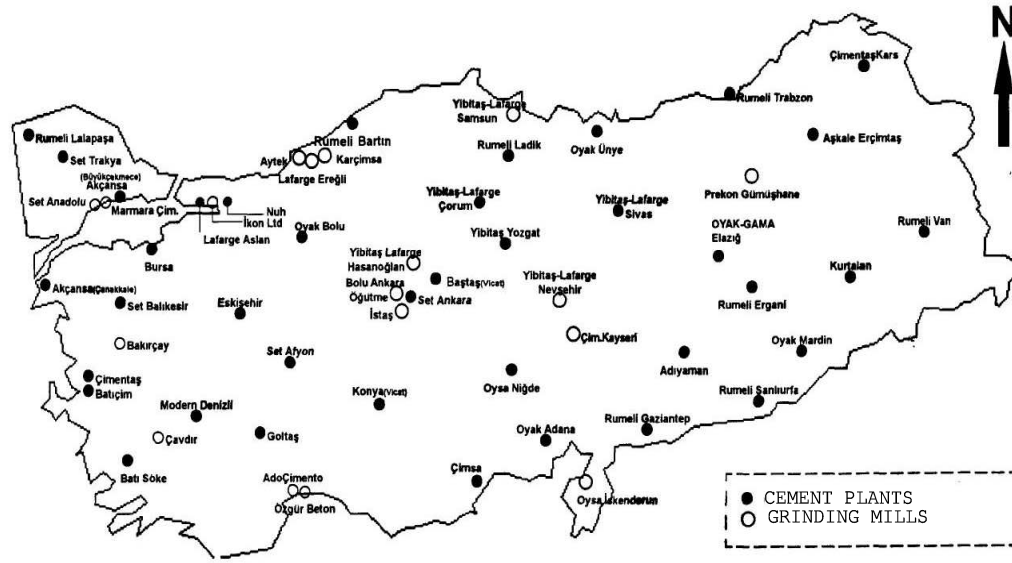 N
ÇimentaşKars
Rumeli Trabzon
Yibitaş-Lafarge
Samsun
Rumeli Lalapaşa
Rumeli Bartın
Oyak Ünye
Aşkale Erçimtaş
Set Trakya
Aytek
Karçimsa
Rumeli Ladik
Lafarge Ereğli
(Büyükçekmece)
Akçansa
Prekon Gümüşhane
Set Anadolu
Marmara Çim.
Yibitaş-Lafarge
Çorum
Yibitaş-Lafarge
Sivas
Nuh
İkon Ltd
Lafarge Aslan
Oyak Bolu
Yibitaş Yozgat
OYAK-GAMA
Elazığ
Rumeli Van
Bursa
Yibitaş Lafarge
Hasanoğlan
Kurtalan
Akçansa(Çanakkale)
Bolu Ankara
Öğütme
Baştaş(Vicat)
Yibitaş-Lafarge
Nevşehir
Set Balıkesir
Eskişehir
Set Ankara
Rumeli Ergani
İstaş
Bakırçay
Çim.Kayseri
Oyak Mardin
Set Afyon
Adıyaman
Çimentaş
Batıçim
Konya(Vicat)
Oysa Niğde
Rumeli Şanlıurfa
Modern Denizli
Rumeli Gaziantep
Çavdır
Goltaş
Oyak Adana
Batı Söke
AdoÇimento
Çimsa
Özgür Beton
Oysa İskenderun
CEMENT PLANTS
GRINDING MILLS